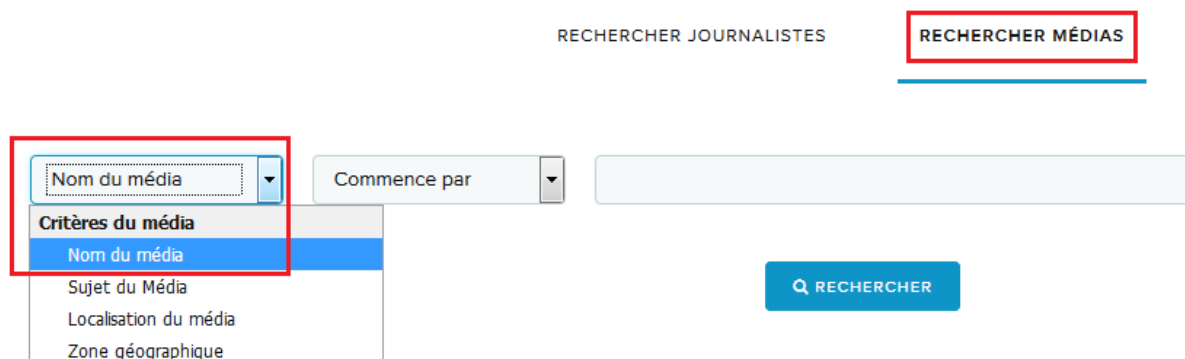 RECHERCHER JOURNALISTES RECHERCHER MÉDIAS
Nom du média Commence par
Critères du média
Nom du média
Sujet du Média
RECHERCHER
Localisation du média
Zone géographique